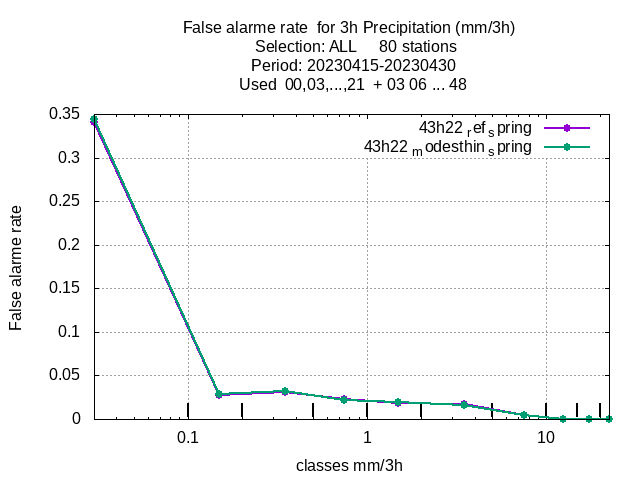 False alarme rate  for 3h Precipitation (mm/3h)
Selection: ALL     80 stations
Period: 20230415-20230430
Used  00,03,...,21  + 03 06 ... 48
43h22 ref spring
43h22 modesthin spring
0.35
0.3
0.25
0.2
0.15
0.1
0.05
0
False alarme rate
0.1
1
10
classes mm/3h